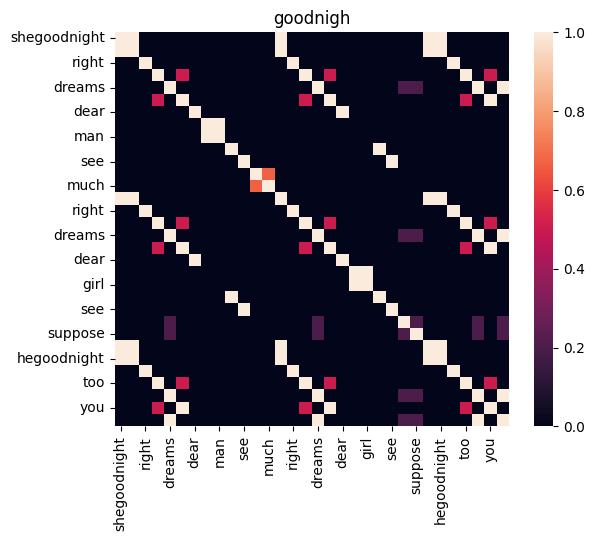 goodnigh
shegoodnight
right
dreams
dear
man
see
much
right
dreams
dear
girl
see
suppose
hegoodnight
too
you
1.0
0.8
0.6
0.4
0.2
0.0
shegoodnight
right
dreams
dear
man
see
much
right
dreams
dear
girl
see
suppose
hegoodnight
too
you